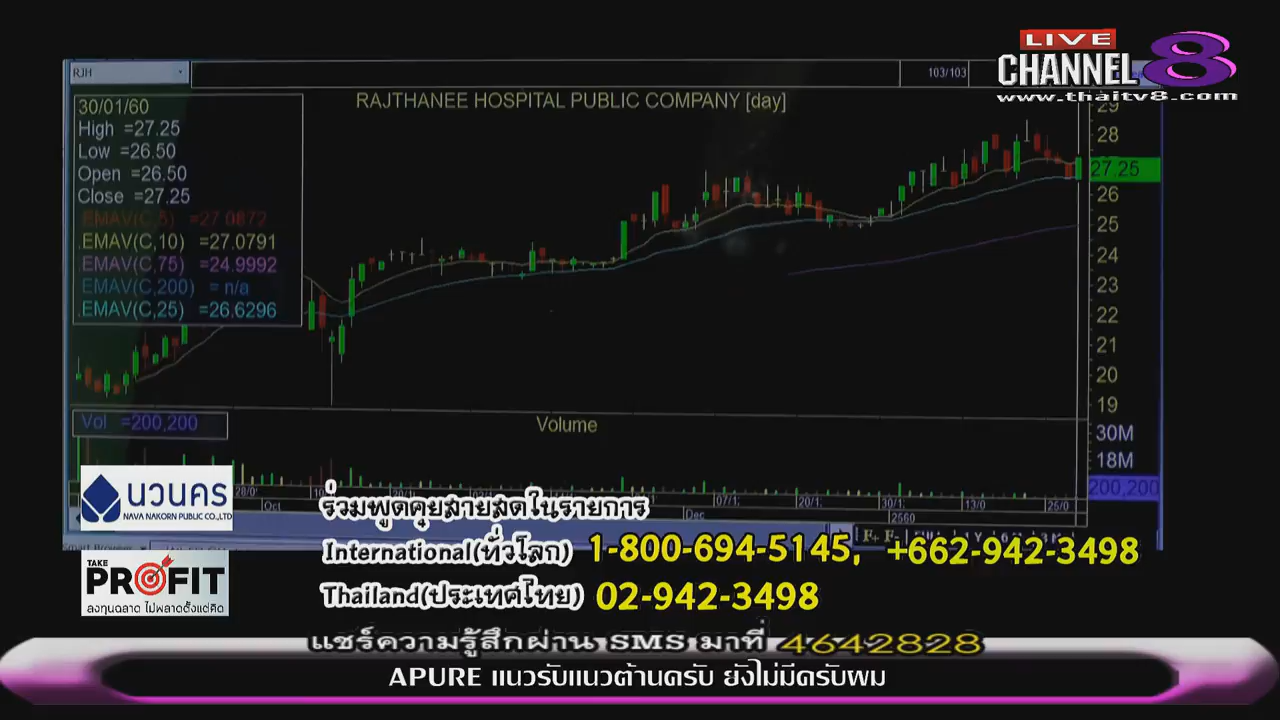 LIVE
CHANNEL 8
www.thaitv8.com
RJH
103/103
RAJTHANEE HOSPITAL PUBLIC COMPANY [day]
30/01/60
High =27.25
Low =26.50
Open =26.50
Close =27.25
.EMAV(C,5) =27.0872
.EMAV(C,10) =27.0791
.EMAV(C,75) =24.9992
.EMAV(C,200) = n/a
.EMAV(C,25) =26.6296
29
28
27.25
26
25
24
23
22
21
20
19
Vol =200,200
Volume
30M
18M
200,200
Oct
07/1
20/1
30/1
13/0
25/0
Dec
2560
นวนคร
NAVA NAKORN PUBLIC CO.,LTD
ร่วมพูดคุยสายสดในรายการ
International(ทั่วโลก) 1-800-694-5145, +662-942-3498
Thailand(ประเทศไทย) 02-942-3498
TAKE
PROFIT
ลงทุนฉลาด ไม่พลาดตั้งแต่คิด
แชร์ความรู้สึกผ่าน SMS มาที่ 4642828
APURE แนวรับแนวต้านครับ ยังไม่มีครับผม